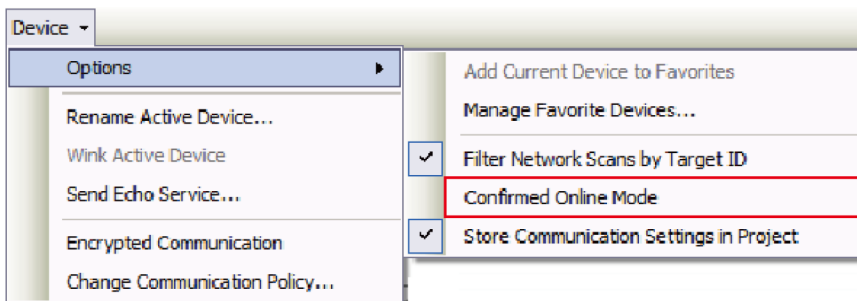 Device
Options
Rename Active Device...
Wink Active Device
Send Echo Service...
Encrypted Communication
Change Communication Policy...
Add Current Device to Favorites
Manage Favorite Devices...
Filter Network Scans by Target ID
Confirmed Online Mode
Store Communication Settings in Project